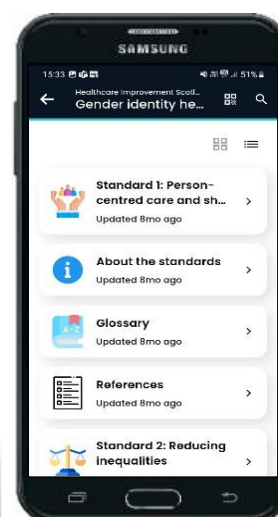 SAMSUNG
15:33
51%
Healthcare Improvement Scotl...
Gender identity he...
Standard 1: Person-
centred care and sh...
Updated 8mo ago
About the standards
Updated 8mo ago
A-Z
Glossary
Updated 8mo ago
References
Updated 8mo ago
Standard 2: Reducing
inequalities